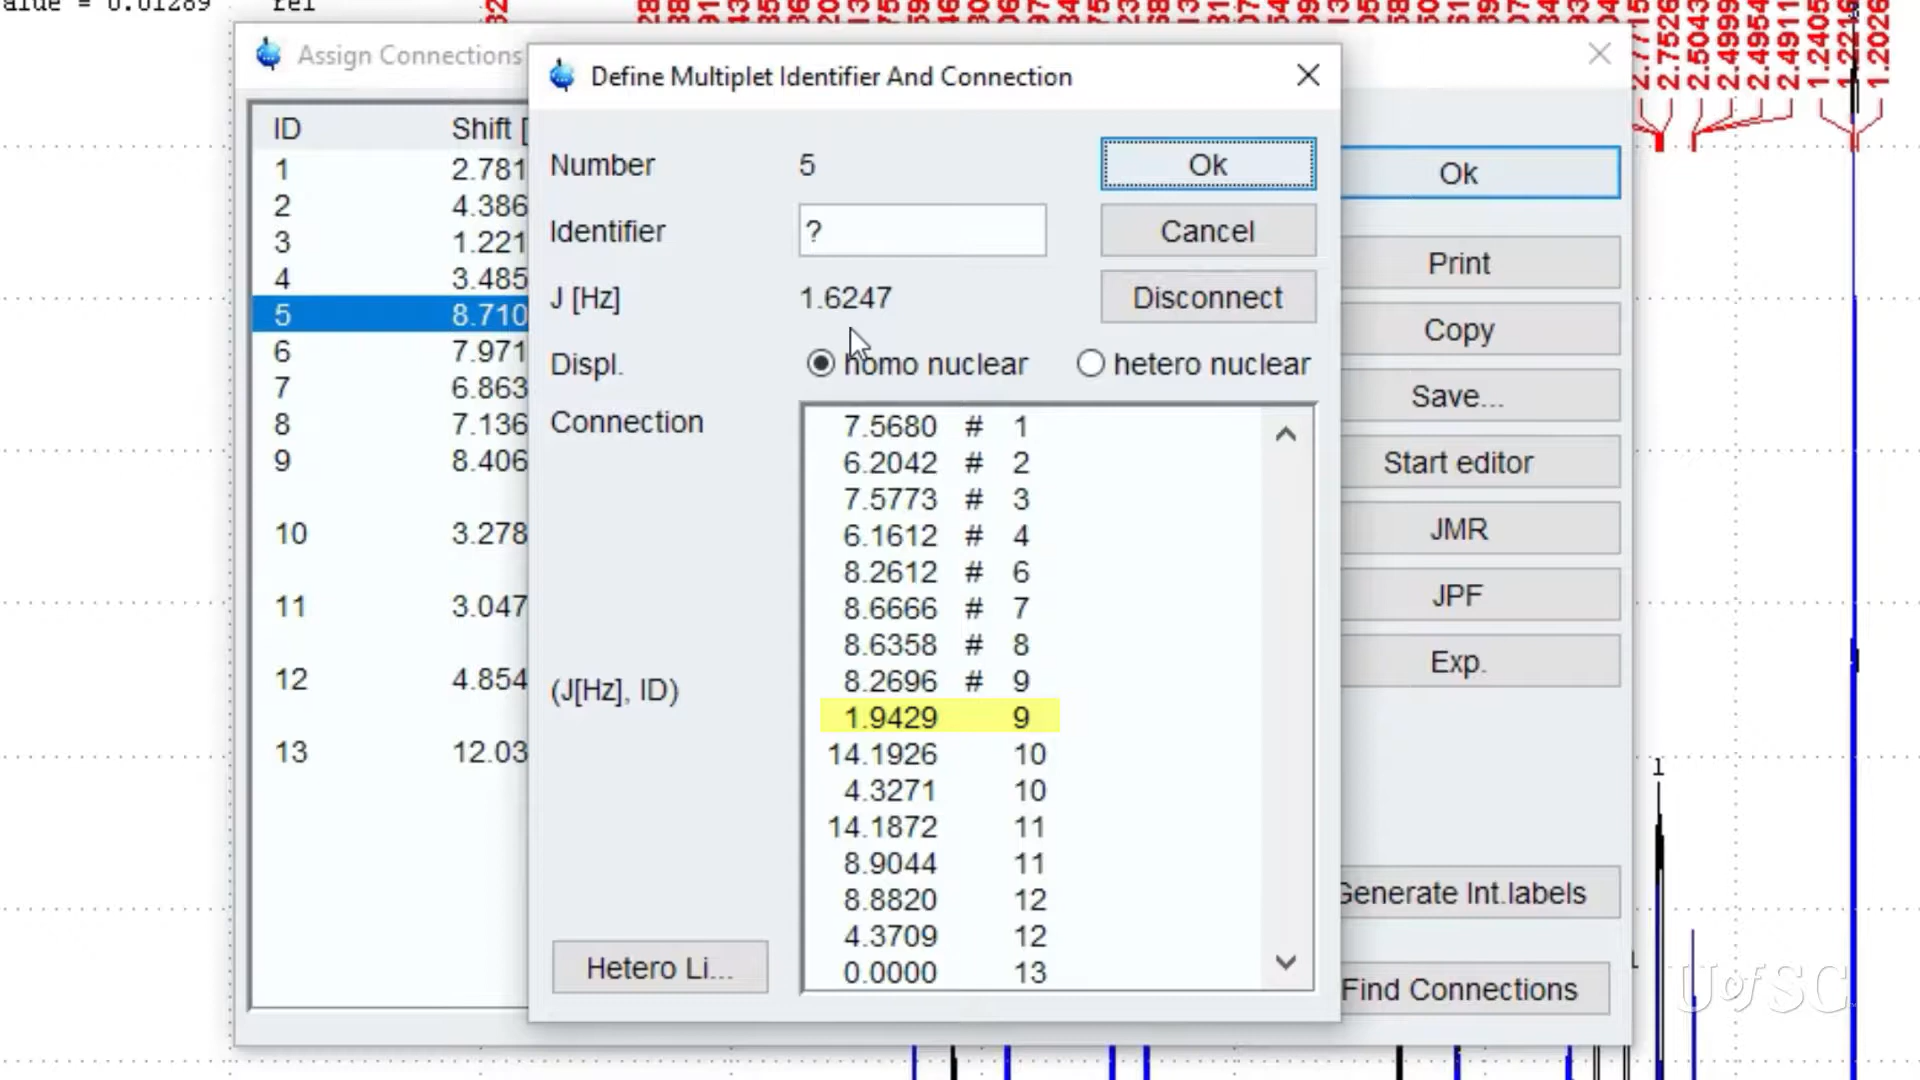 rel
2.7526
2.5043
2.4999
2.4954
2.4911
1.2405
1.2216
1.2026
Assign Connections
Define Multiplet Identifier And Connection
ID Shift [
1 2.781
2 4.386
3 1.221
4 3.485
5 8.710
6 7.971
7 6.863
8 7.136
9 8.406
10 3.278
11 3.047
12 4.854
13 12.03
Number 5
Identifier ?
J [Hz] 1.6247
Displ. homo nuclear hetero nuclear
Connection
(J[Hz], ID)
7.5680 # 1
6.2042 # 2
7.5773 # 3
6.1612 # 4
8.2612 # 6
8.6666 # 7
8.6358 # 8
8.2696 # 9
1.9429 9
14.1926 10
4.3271 10
14.1872 11
8.9044 11
8.8820 12
4.3709 12
0.0000 13
Hetero Li...
Ok
Cancel
Disconnect
Ok
Print
Copy
Save...
Start editor
JMR
JPF
Exp.
Generate Int.labels
Find Connections
1
UofSC